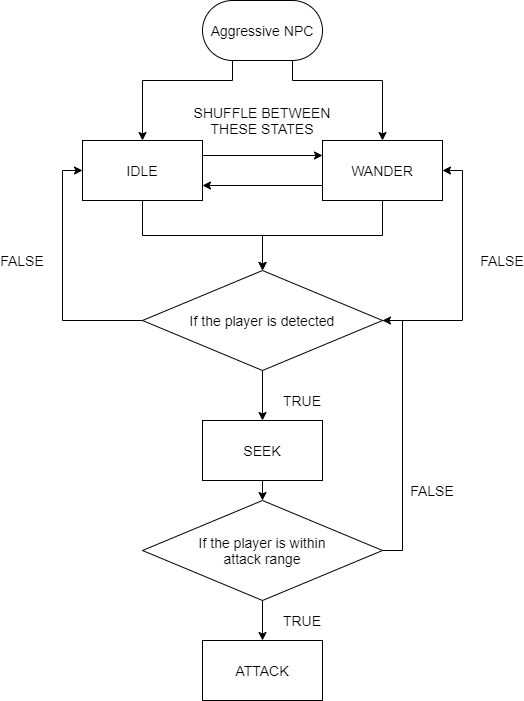 Aggressive NPC
SHUFFLE BETWEEN
THESE STATES
IDLE
WANDER
FALSE
FALSE
If the player is detected
TRUE
SEEK
FALSE
If the player is within
attack range
TRUE
ATTACK